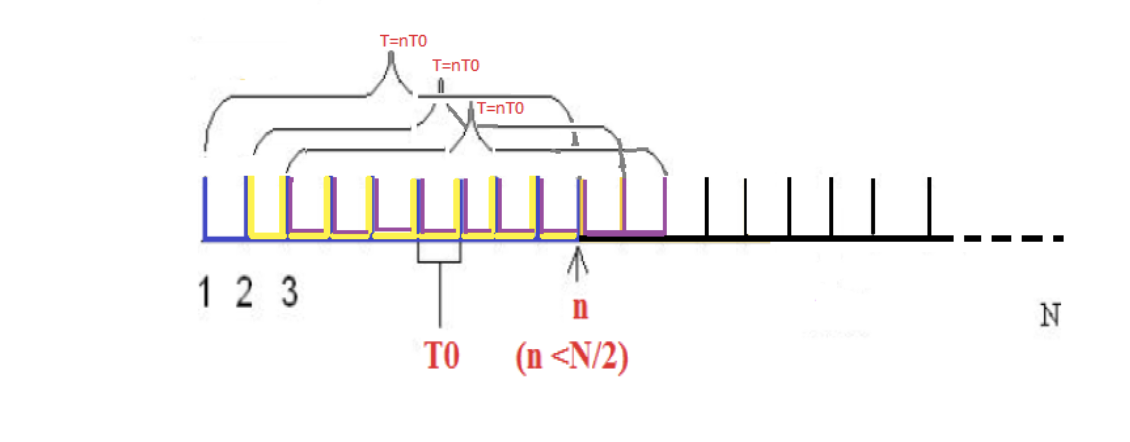 T=nT0
T=nT0
T=nT0
1 2 3
n
N
T0
(n <N/2)